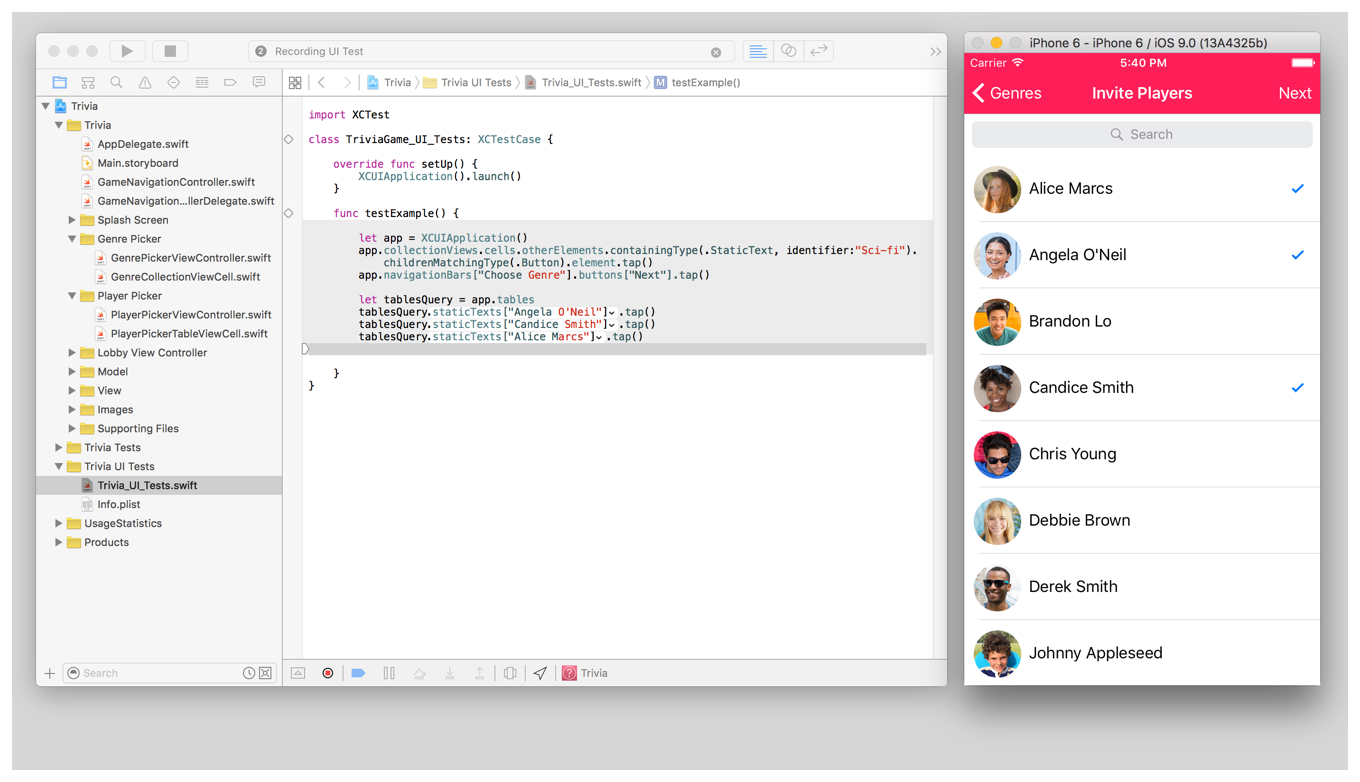 2 Recording UI Test
Trivia Trivia UI Tests Trivia_UI_Tests.swift M testExample()
Trivia
Trivia
AppDelegate.swift
Main.storyboard
GameNavigationController.swift
GameNavigation...llerDelegate.swift
Splash Screen
Genre Picker
GenrePickerViewController.swift
GenreCollectionViewCell.swift
Player Picker
PlayerPickerViewController.swift
PlayerPickerTableViewCell.swift
Lobby View Controller
Model
View
Images
Supporting Files
Trivia Tests
Trivia UI Tests
Trivia_UI_Tests.swift
Info.plist
UsageStatistics
Products
Search
import XCTest
class TriviaGame_UI_Tests: XCTestCase {
override func setUp() {
XCUIApplication().launch()
}
func testExample() {
let app = XCUIApplication()
app.collectionViews.cells.otherElements.containingType(.StaticText, identifier:"Sci-fi").
childrenMatchingType(.Button).element.tap()
app.navigationBars["Choose Genre"].buttons["Next"].tap()
let tablesQuery = app.tables
tablesQuery.staticTexts["Angela O'Neil"].tap()
tablesQuery.staticTexts["Candice Smith"].tap()
tablesQuery.staticTexts["Alice Marcs"].tap()
}
}
Trivia
iPhone 6 - iPhone 6 / iOS 9.0 (13A4325b)
Carrier 5:40 PM
Genres Invite Players Next
Search
Alice Marcs
Angela O'Neil
Brandon Lo
Candice Smith
Chris Young
Debbie Brown
Derek Smith
Johnny Appleseed